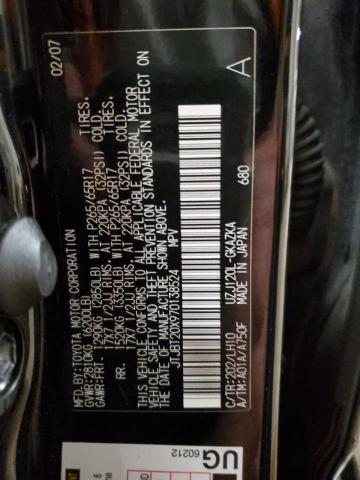 MFD.BY:TOYOTA MOTOR CORPORATION 02/07
GVWR:2810KG (6200LB)
GAWR:FRT. 1295KG (2850LB) WITH P265/65R17 TIRES,
17X7 1/2JJ RIMS, AT 220KPA (32PSI) COLD.
RR. 1520KG (3350LB) WITH P265/65R17 TIRES,
17X7 1/2JJ RIMS, AT 220KPA (32PSI) COLD.
THIS VEHICLE CONFORMS TO ALL APPLICABLE FEDERAL MOTOR
VEHICLE SAFETY AND THEFT PREVENTION STANDARDS IN EFFECT ON
THE DATE OF MANUFACTURE SHOWN ABOVE.
JTJBT20X970138524 MPV
A
C/TR:202/LH10 UZJ120L-GKAZKA
A/TM:A01A/A750F MADE IN JAPAN 680
UG
60212